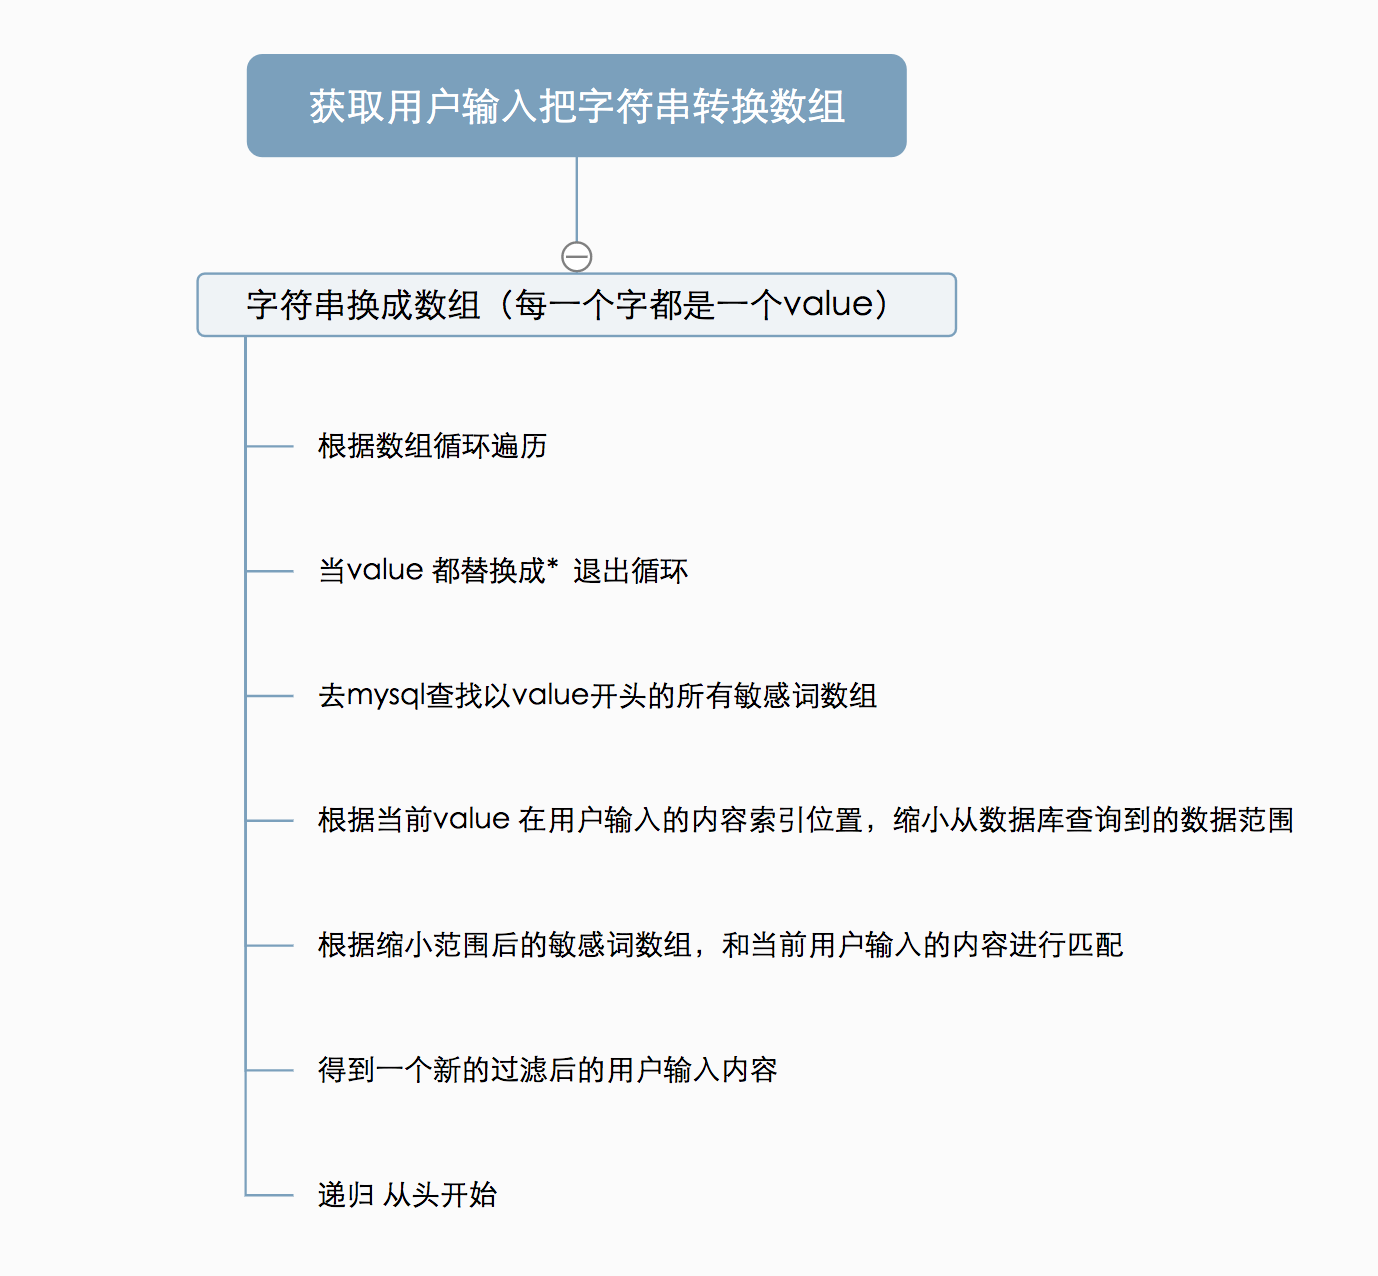 获取用户输入把字符串转换数组
字符串换成数组（每一个字都是一个value）
根据数组循环遍历
当value 都替换成* 退出循环
去mysql查找以value开头的所有敏感词数组
根据当前value 在用户输入的内容索引位置，缩小从数据库查询到的数据范围
根据缩小范围后的敏感词数组，和当前用户输入的内容进行匹配
得到一个新的过滤后的用户输入内容
递归 从头开始